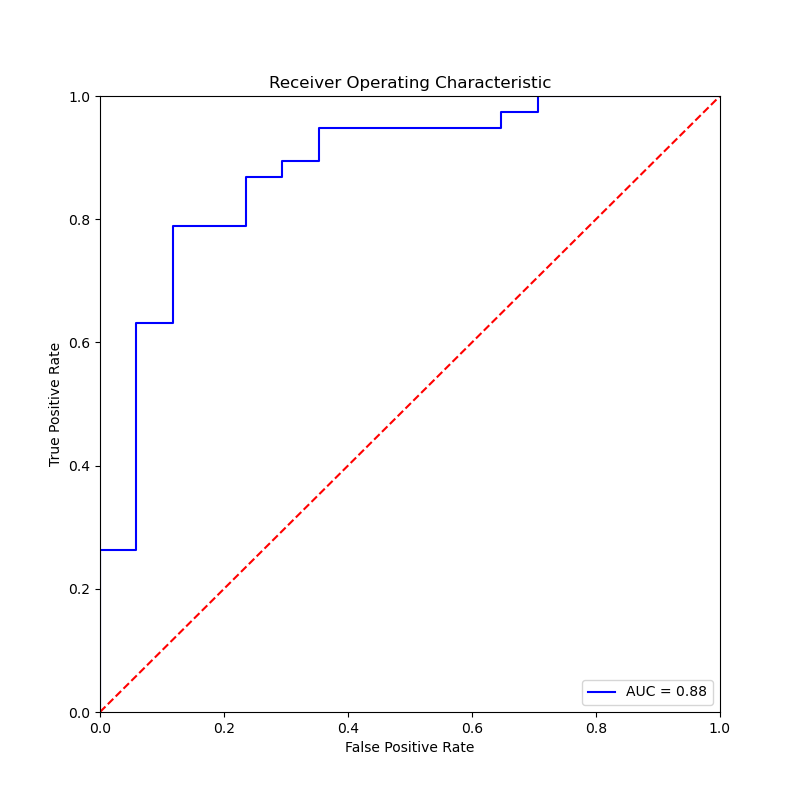 Receiver Operating Characteristic
1.0
0.8
0.6
0.4
0.2
0.0
True Positive Rate
AUC = 0.88
0.0 0.2 0.4 0.6 0.8 1.0
False Positive Rate